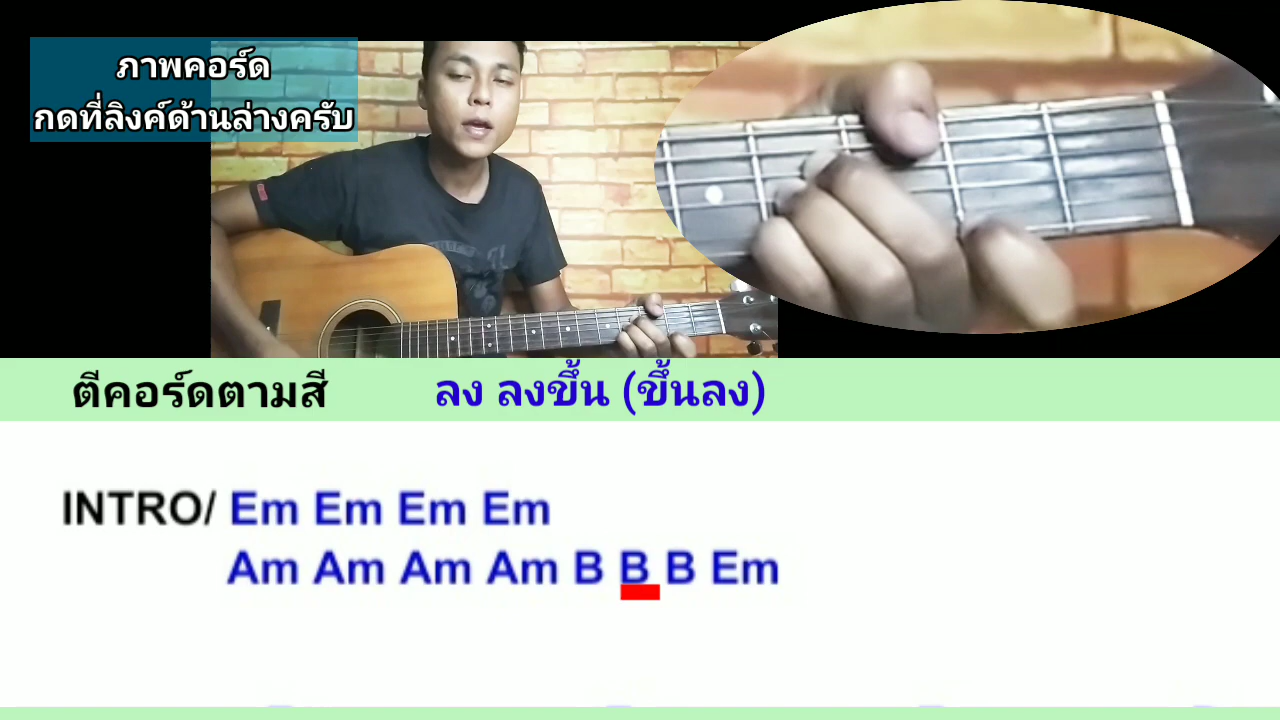 ภาพคอร์ด
กดที่ลิงค์ด้านล่างครับ
ตีคอร์ดตามสี ลง ลงขึ้น (ขึ้นลง)
INTRO/ Em Em Em Em
Am Am Am Am B B B Em